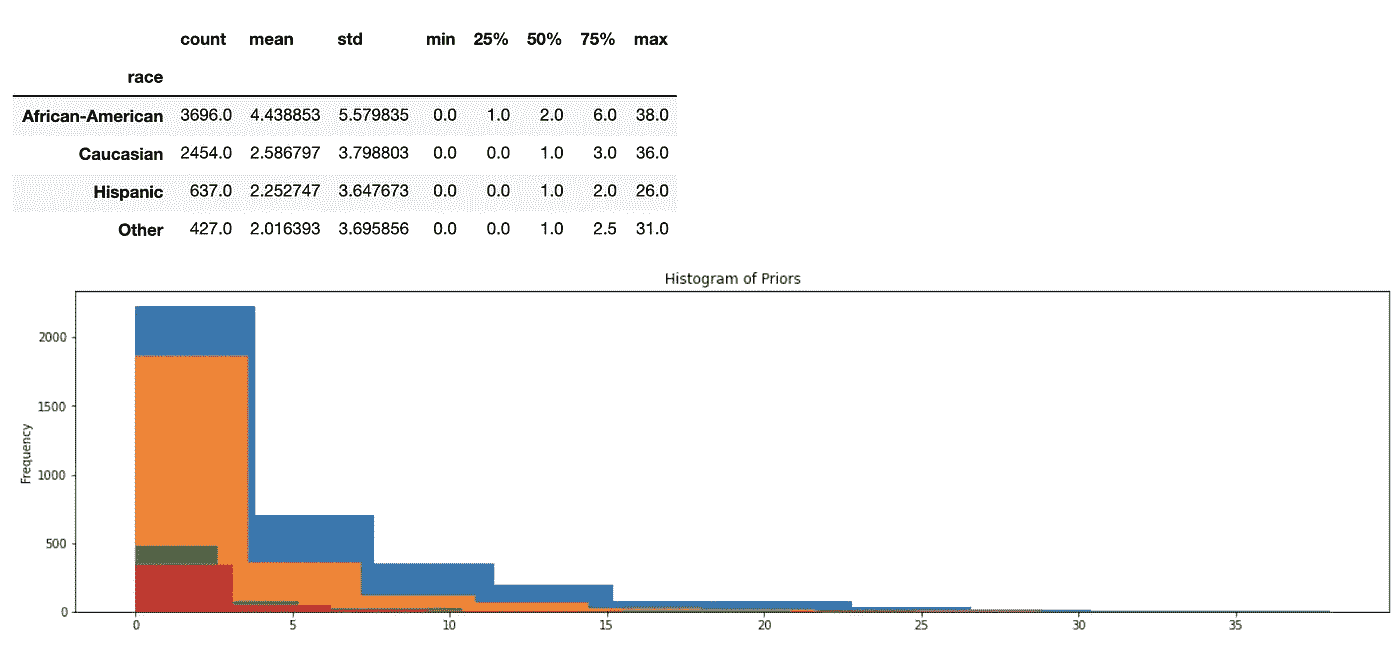 count mean std min 25% 50% 75% max
race
African-American 3696.0 4.438853 5.579835 0.0 1.0 2.0 6.0 38.0
Caucasian 2454.0 2.586797 3.798803 0.0 0.0 1.0 3.0 36.0
Hispanic 637.0 2.252747 3.647673 0.0 0.0 1.0 2.0 26.0
Other 427.0 2.016393 3.695856 0.0 0.0 1.0 2.5 31.0
Histogram of Priors
Frequency
2000
1500
1000
500
0
0 5 10 15 20 25 30 35